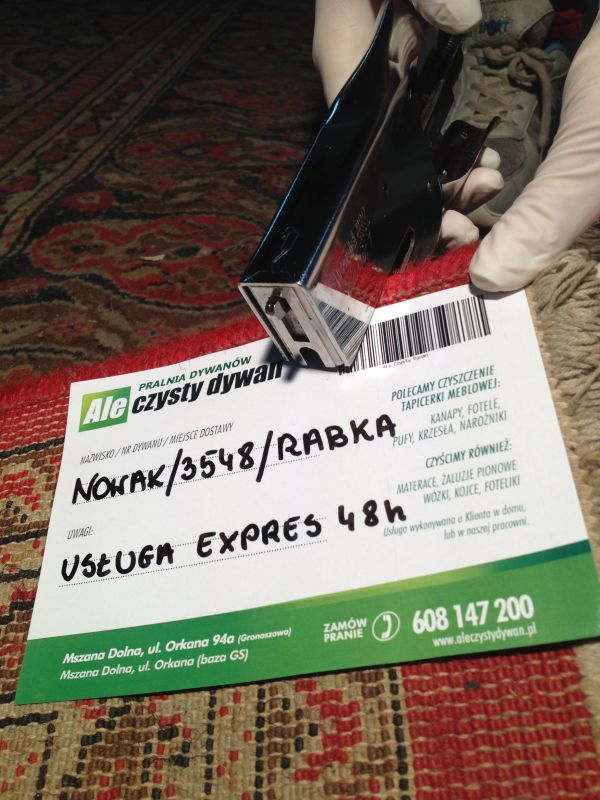 PRALNIA DYWANÓW
Ale czysty dywan
Ale Czysty Dywan
NAZWISKO / NR DYWANU / MIEJSCE DOSTAWY
NOWAK/3548/RABKA
UWAGI:
USŁUGA EXPRES 48h
POLECAMY CZYSZCZENIE
TAPICERKI MEBLOWEJ:
KANAPY, FOTELE,
PUFY, KRZESŁA, NAROŻNIKI
CZYŚCIMY RÓWNIEŻ:
MATERACE, ŻALUZJE PIONOWE
WÓZKI, KOJCE, FOTELIKI
Usługa wykonywana u Klienta w domu,
lub w naszej pracowni.
Mszana Dolna, ul. Orkana 94a (Gronoszowa)
Mszana Dolna, ul. Orkana (baza GS)
ZAMÓW
PRANIE
608 147 200
www.aleczystydywan.pl